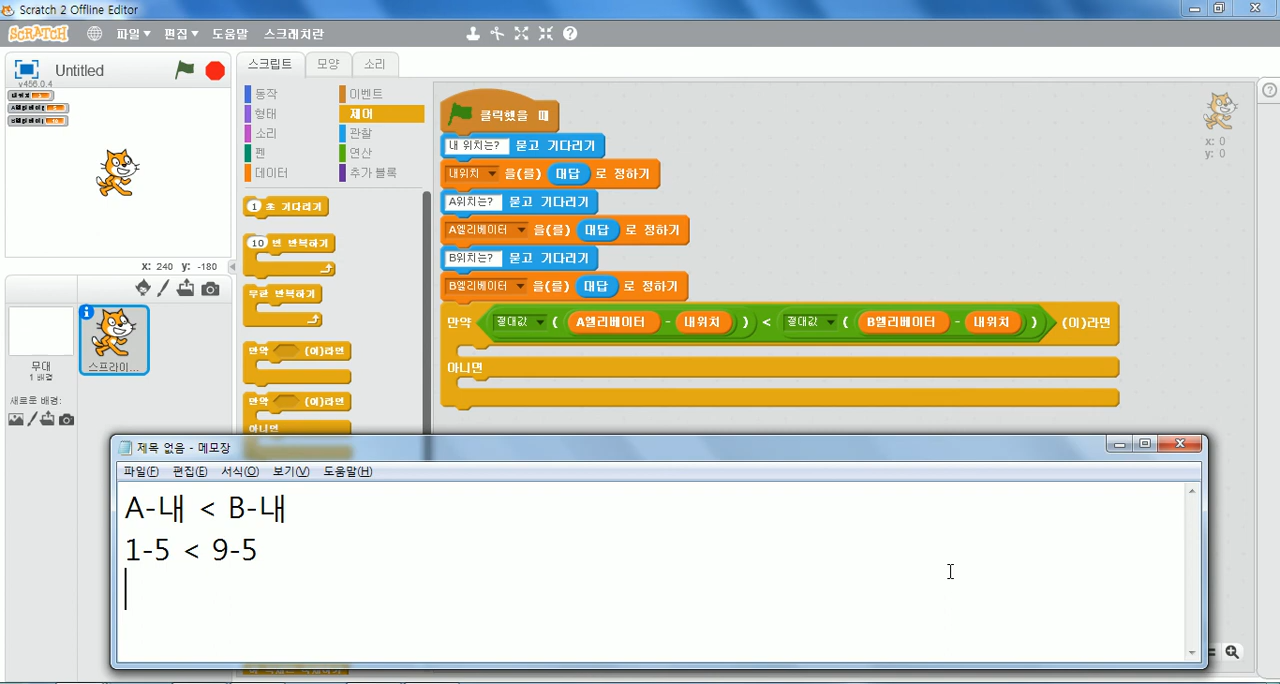 Scratch 2 Offline Editor
SCRATCH 파일 편집 도움말 스크래치란
Untitled
v456.0.4
x: 240 y: -180
무대
1 배경
스프라이...
새로운 배경:
스크립트 모양 소리
동작 이벤트
형태 제어
소리 관찰
펜 연산
데이터 추가 블록
1 초 기다리기
10 번 반복하기
무한 반복하기
만약 (이)라면
만약 (이)라면
아니면
클릭했을 때
내 위치는? 묻고 기다리기
내위치 을(를) 대답 로 정하기
A위치는? 묻고 기다리기
A엘리베이터 을(를) 대답 로 정하기
B위치는? 묻고 기다리기
B엘리베이터 을(를) 대답 로 정하기
만약 절대값 ( A엘리베이터 - 내위치 ) < 절대값 ( B엘리베이터 - 내위치 ) (이)라면
아니면
x: 0
y: 0
제목 없음 - 메모장
파일(F) 편집(E) 서식(O) 보기(V) 도움말(H)
A-내 < B-내
1-5 < 9-5